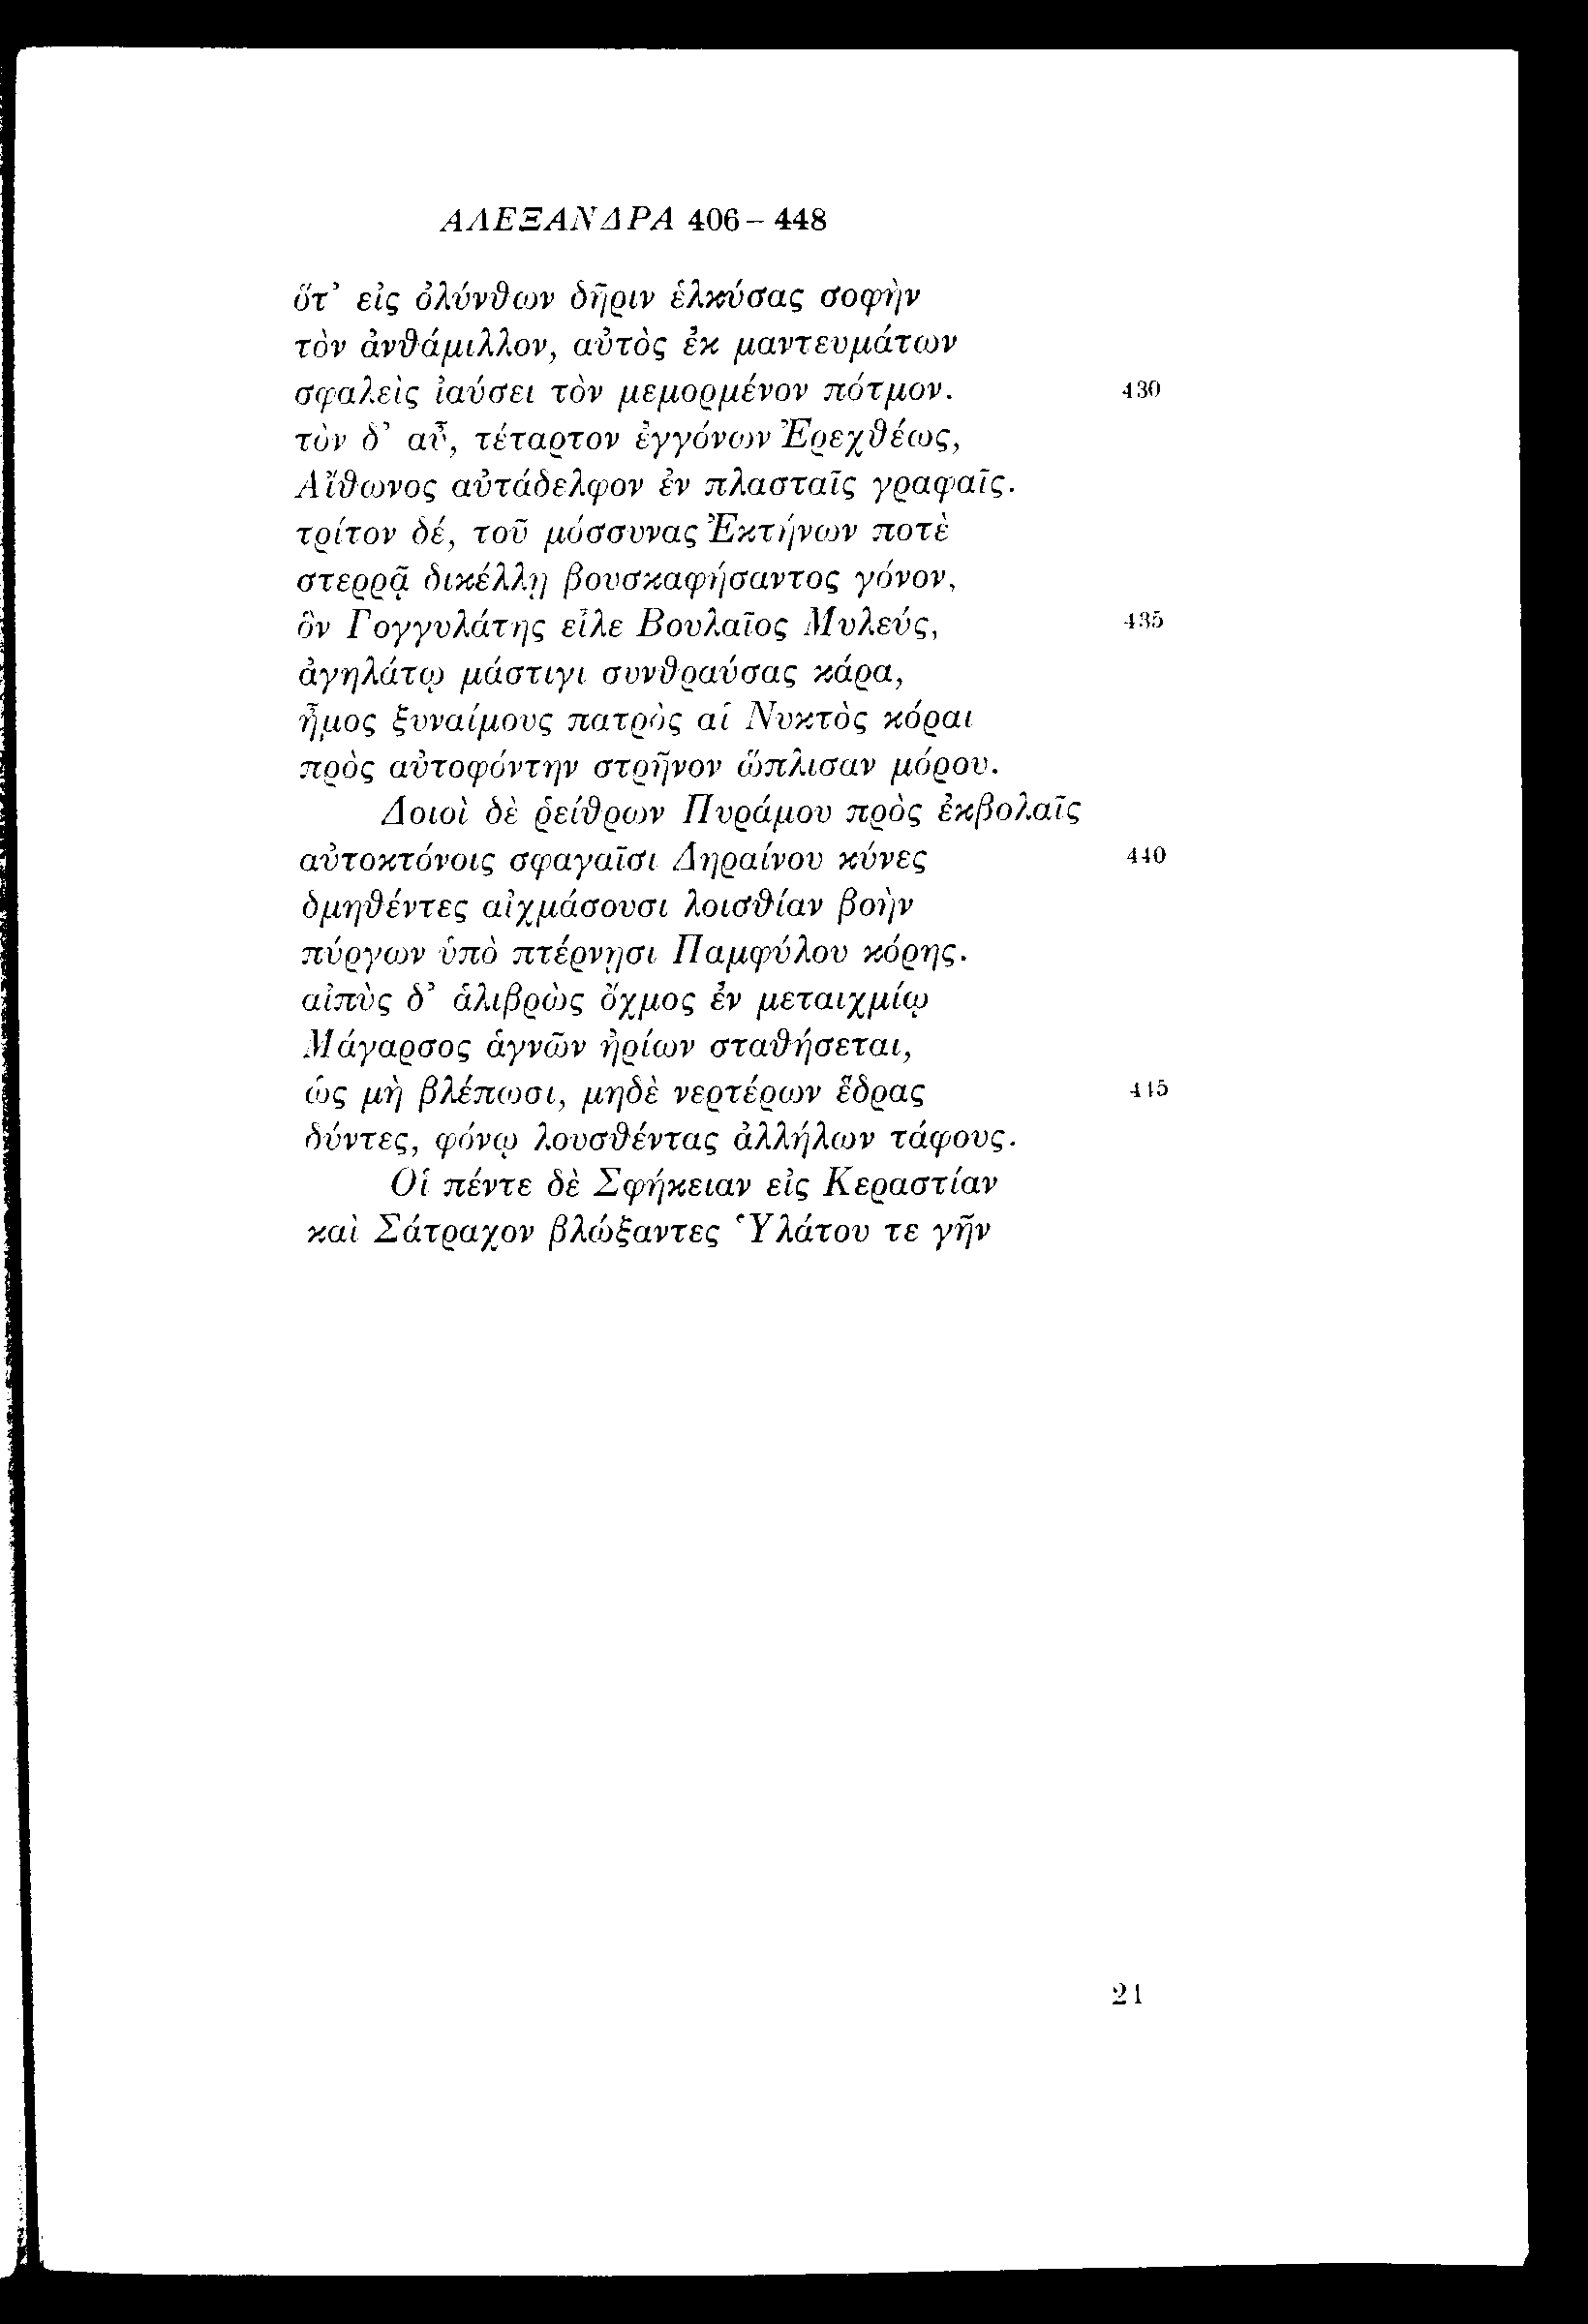 ΑΛΕΞΑΝΔΡΑ 406 – 448
ὅτ’ εἰς ὀλύνθων δῆριν ἑλκύσας σοφὴν
τὸν ἀνθάμιλλον, αὐτὸς ἐκ μαντευμάτων
σφαλεὶς ἰαύσει τὸν μεμορμένον πότμον. 430
τὸν δ’ αὖ, τέταρτον ἐγγόνων Ἐρεχθέως,
Αἴθωνος αὐτάδελφον ἐν πλασταῖς γραφαῖς.
τρίτον δέ, τοῦ μόσσυνας Ἐκτήνων ποτὲ
στερρᾷ δικέλλῃ βουσκαφήσαντος γόνον,
ὃν Γογγυλάτης εἷλε Βουλαῖος Μυλεύς, 435
ἀγηλάτῳ μάστιγι συνθραύσας κάρα,
ἦμος ξυναίμους πατρὸς αἱ Νυκτὸς κόραι
πρὸς αὐτοφόντην στρῆνον ὥπλισαν μόρου.
Δοιοὶ δὲ ῥείθρων Πυράμου πρὸς ἐκβολαῖς
αὐτοκτόνοις σφαγαῖσι Δηραίνου κύνες 440
δμηθέντες αἰχμάσουσι λοισθίαν βοὴν
πύργων ὑπὸ πτέρνῃσι Παμφύλου κόρης.
αἰπὺς δ’ ἁλιβρὼς ὄχμος ἐν μεταιχμίῳ
Μάγαρσος ἁγνῶν ἠρίων σταθήσεται,
ὡς μὴ βλέπωσι, μηδὲ νερτέρων ἕδρας 445
δύντες, φόνῳ λουσθέντας ἀλλήλων τάφους.
Οἱ πέντε δὲ Σφήκειαν εἰς Κεραστίαν
καὶ Σάτραχον βλώξαντες Ὑλάτου τε γῆν
21